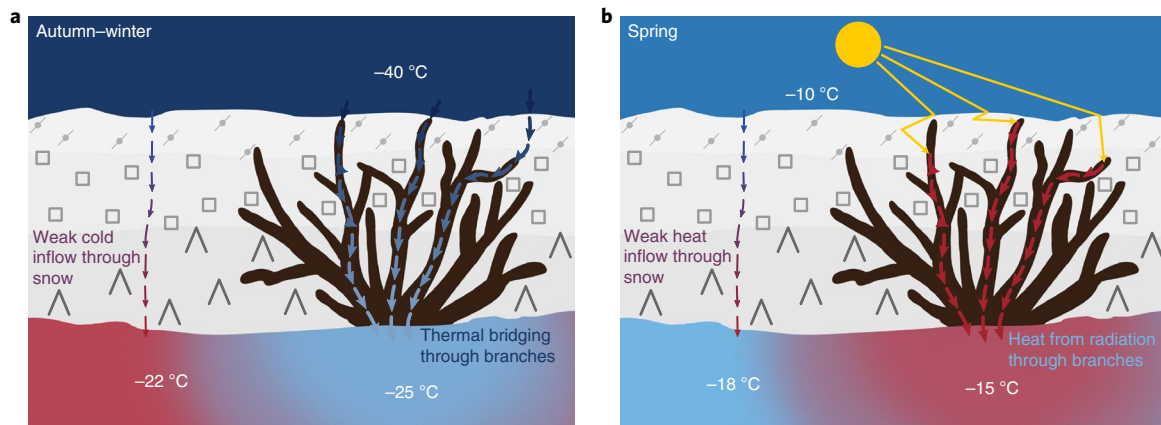 a
Autumn–winter
–40 °C
Weak cold
inflow through
snow
Thermal bridging
through branches
–22 °C
–25 °C
b
Spring
–10 °C
Weak heat
inflow through
snow
Heat from radiation
through branches
–18 °C
–15 °C